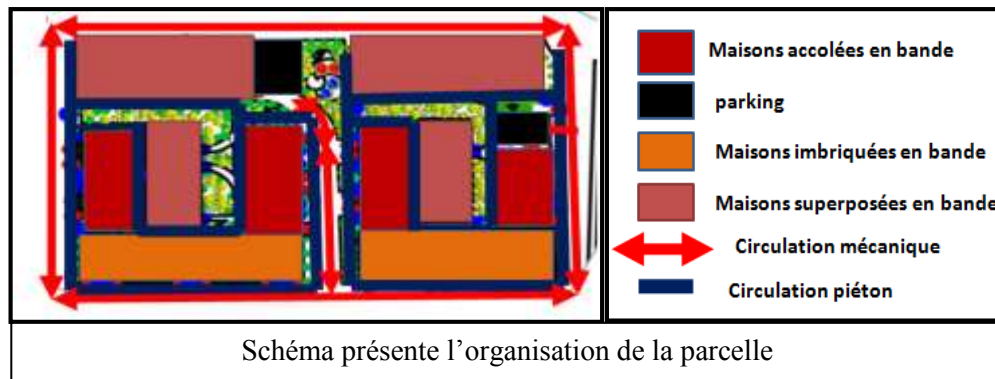 Maisons accolées en bande
parking
Maisons imbriquées en bande
Maisons superposées en bande
Circulation mécanique
Circulation piéton
Schéma présente l’organisation de la parcelle